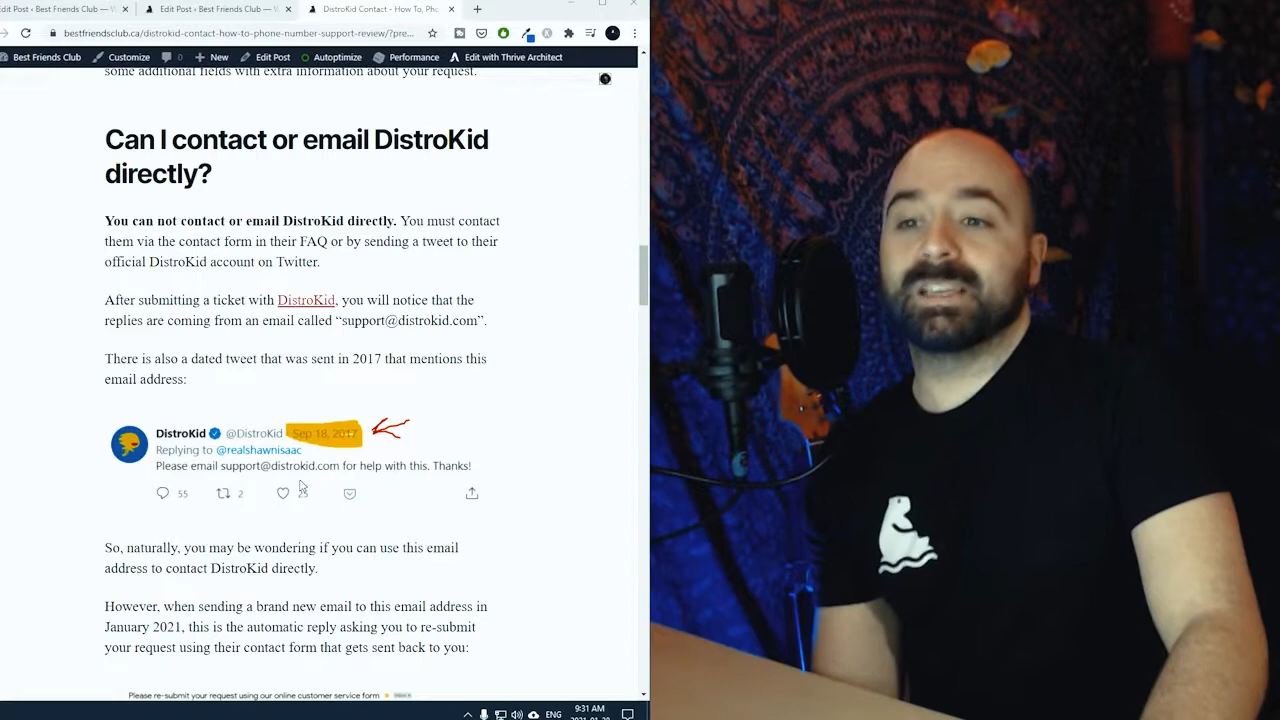 Edit Post ‹ Best Friends Club — W
Edit Post ‹ Best Friends Club — W
DistroKid Contact - How To, Pho
bestfriendsclub.ca/distrokid-contact-how-to-phone-number-support-review/?pre...
Best Friends Club
Customize
0
New
Edit Post
Autoptimize
Performance
Edit with Thrive Architect
some additional fields with extra information about your request.
Can I contact or email DistroKid
directly?
You can not contact or email DistroKid directly. You must contact
them via the contact form in their FAQ or by sending a tweet to their
official DistroKid account on Twitter.
After submitting a ticket with DistroKid, you will notice that the
replies are coming from an email called “support@distrokid.com”.
There is also a dated tweet that was sent in 2017 that mentions this
email address:
DistroKid @DistroKid · Sep 18, 2017
Replying to @realshawnisaac
Please email support@distrokid.com for help with this. Thanks!
55 2 25
So, naturally, you may be wondering if you can use this email
address to contact DistroKid directly.
However, when sending a brand new email to this email address in
January 2021, this is the automatic reply asking you to re-submit
your request using their contact form that gets sent back to you:
Please re-submit your request using our online customer service form
ENG
9:31 AM